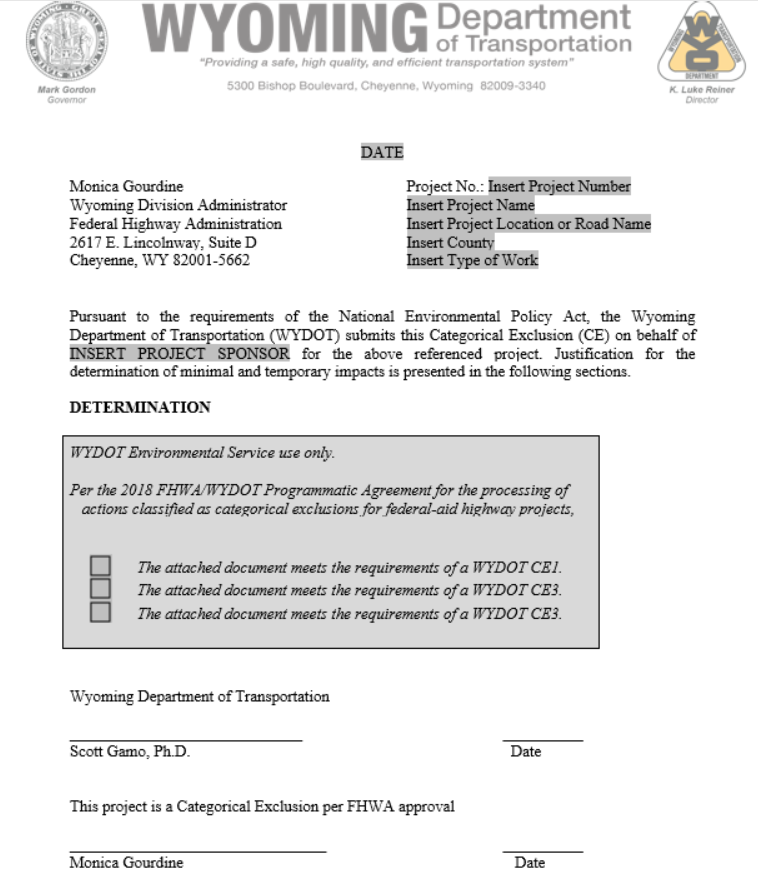 WYOMING Department
of Transportation
"Providing a safe, high quality, and efficient transportation system"
5300 Bishop Boulevard, Cheyenne, Wyoming 82009-3340
Mark Gordon
Governor
WYO
DEPARTMENT
K. Luke Reiner
Director
DATE
Monica Gourdine
Wyoming Division Administrator
Federal Highway Administration
2617 E. Lincolnway, Suite D
Cheyenne, WY 82001-5662
Project No.: Insert Project Number
Insert Project Name
Insert Project Location or Road Name
Insert County
Insert Type of Work
Pursuant to the requirements of the National Environmental Policy Act, the Wyoming
Department of Transportation (WYDOT) submits this Categorical Exclusion (CE) on behalf of
INSERT PROJECT SPONSOR for the above referenced project. Justification for the
determination of minimal and temporary impacts is presented in the following sections.
DETERMINATION
WYDOT Environmental Service use only.
Per the 2018 FHWA/WYDOT Programmatic Agreement for the processing of
actions classified as categorical exclusions for federal-aid highway projects,
The attached document meets the requirements of a WYDOT CE1.
The attached document meets the requirements of a WYDOT CE3.
The attached document meets the requirements of a WYDOT CE3.
Wyoming Department of Transportation
Scott Gamo, Ph.D. Date
This project is a Categorical Exclusion per FHWA approval
Monica Gourdine Date